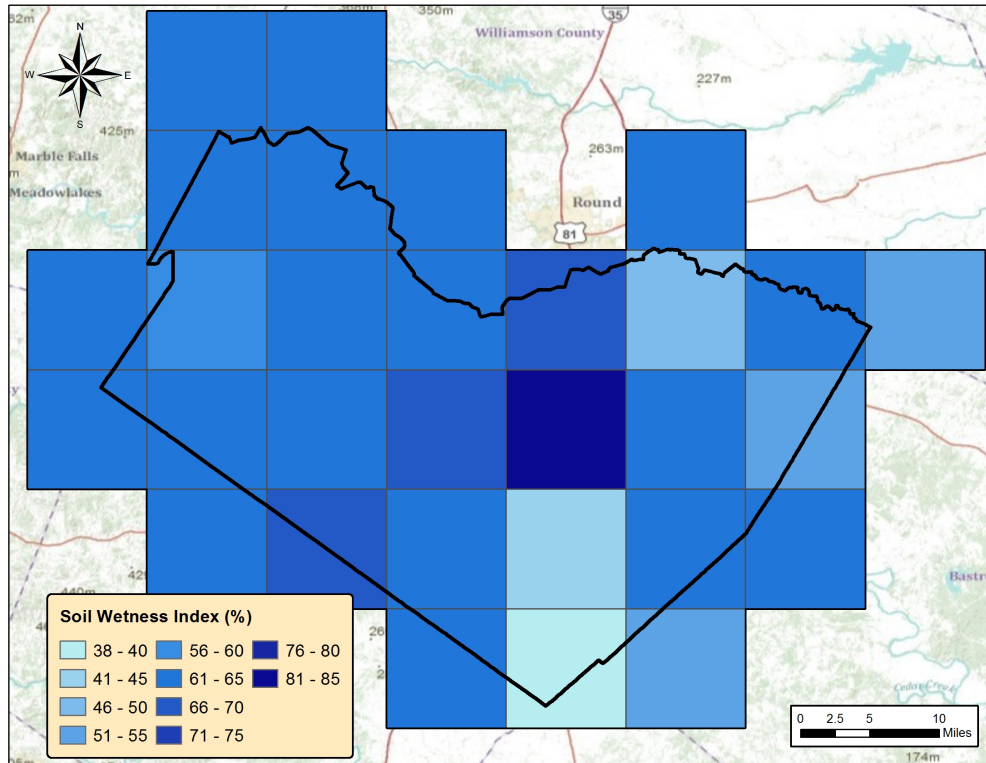 350m
35
Williamson County
N
W E
S
227m
425m
263m
Marble Falls
Meadowlakes
Round
81
Bastr
Soil Wetness Index (%)
38 - 40 56 - 60 76 - 80
41 - 45 61 - 65 81 - 85
46 - 50 66 - 70
51 - 55 71 - 75
Cedar Creek
0 2.5 5 10
Miles
174m